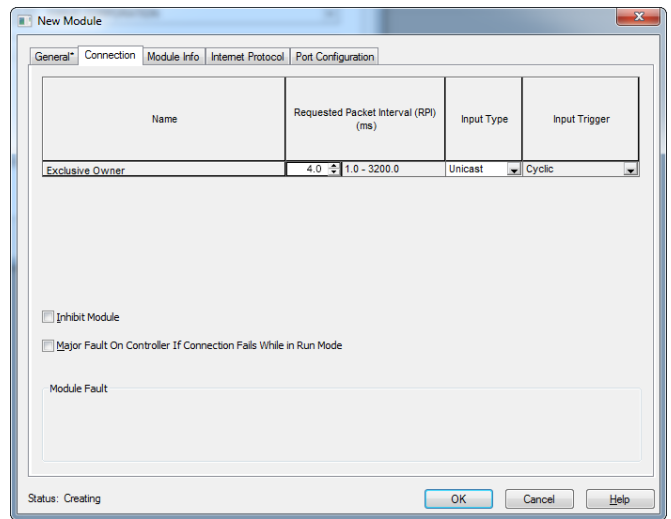 New Module
General* Connection Module Info Internet Protocol Port Configuration
Name Requested Packet Interval (RPI) (ms) Input Type Input Trigger
Exclusive Owner 4.0 1.0 - 3200.0 Unicast Cyclic
Inhibit Module
Major Fault On Controller If Connection Fails While in Run Mode
Module Fault
Status: Creating OK Cancel Help